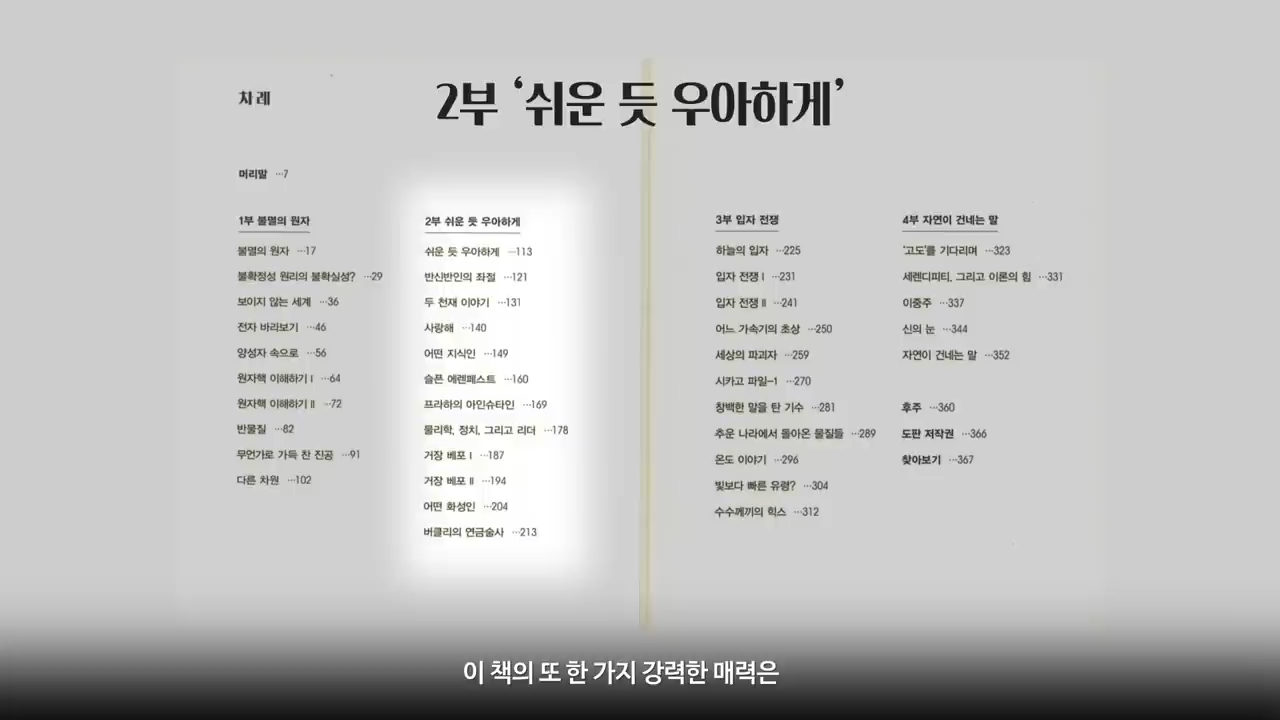 차례
2부 ‘쉬운 듯 우아하게’
머리말 ···7
1부 불멸의 원자
불멸의 원자 ···17
불확정성 원리의 불확실성? ···29
보이지 않는 세계 ···36
전자 바라보기 ···46
양성자 속으로 ···56
원자핵 이해하기 I ···64
원자핵 이해하기 II ···72
반물질 ···82
무언가로 가득 찬 진공 ···91
다른 차원 ···102
2부 쉬운 듯 우아하게
쉬운 듯 우아하게 ···113
반신반인의 좌절 ···121
두 천재 이야기 ···131
사랑해 ···140
어떤 지식인 ···149
슬픈 에렌페스트 ···160
프라하의 아인슈타인 ···169
물리학, 정치, 그리고 리더 ···178
거장 베포 I ···187
거장 베포 II ···194
어떤 화성인 ···204
버클리의 연금술사 ···213
3부 입자 전쟁
하늘의 입자 ···225
입자 전쟁 I ···231
입자 전쟁 II ···241
어느 가속기의 초상 ···250
세상의 파괴자 ···259
시카고 파일-1 ···270
창백한 말을 탄 기수 ···281
추운 나라에서 돌아온 물질들 ···289
온도 이야기 ···296
빛보다 빠른 유령? ···304
수수께끼의 힉스 ···312
4부 자연이 건네는 말
‘고도’를 기다리며 ···323
세렌디피티, 그리고 이론의 힘 ···331
이중주 ···337
신의 눈 ···344
자연이 건네는 말 ···352
후주 ···360
도판 저작권 ···366
찾아보기 ···367
이 책의 또 한 가지 강력한 매력은